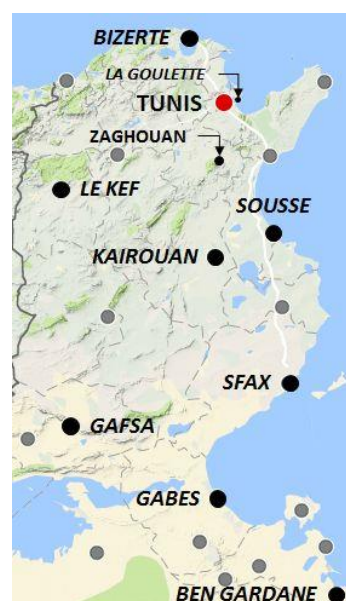 BIZERTE
LA GOULETTE
TUNIS
ZAGHOUAN
LE KEF
SOUSSE
KAIROUAN
SFAX
GAFSA
GABES
BEN GARDANE